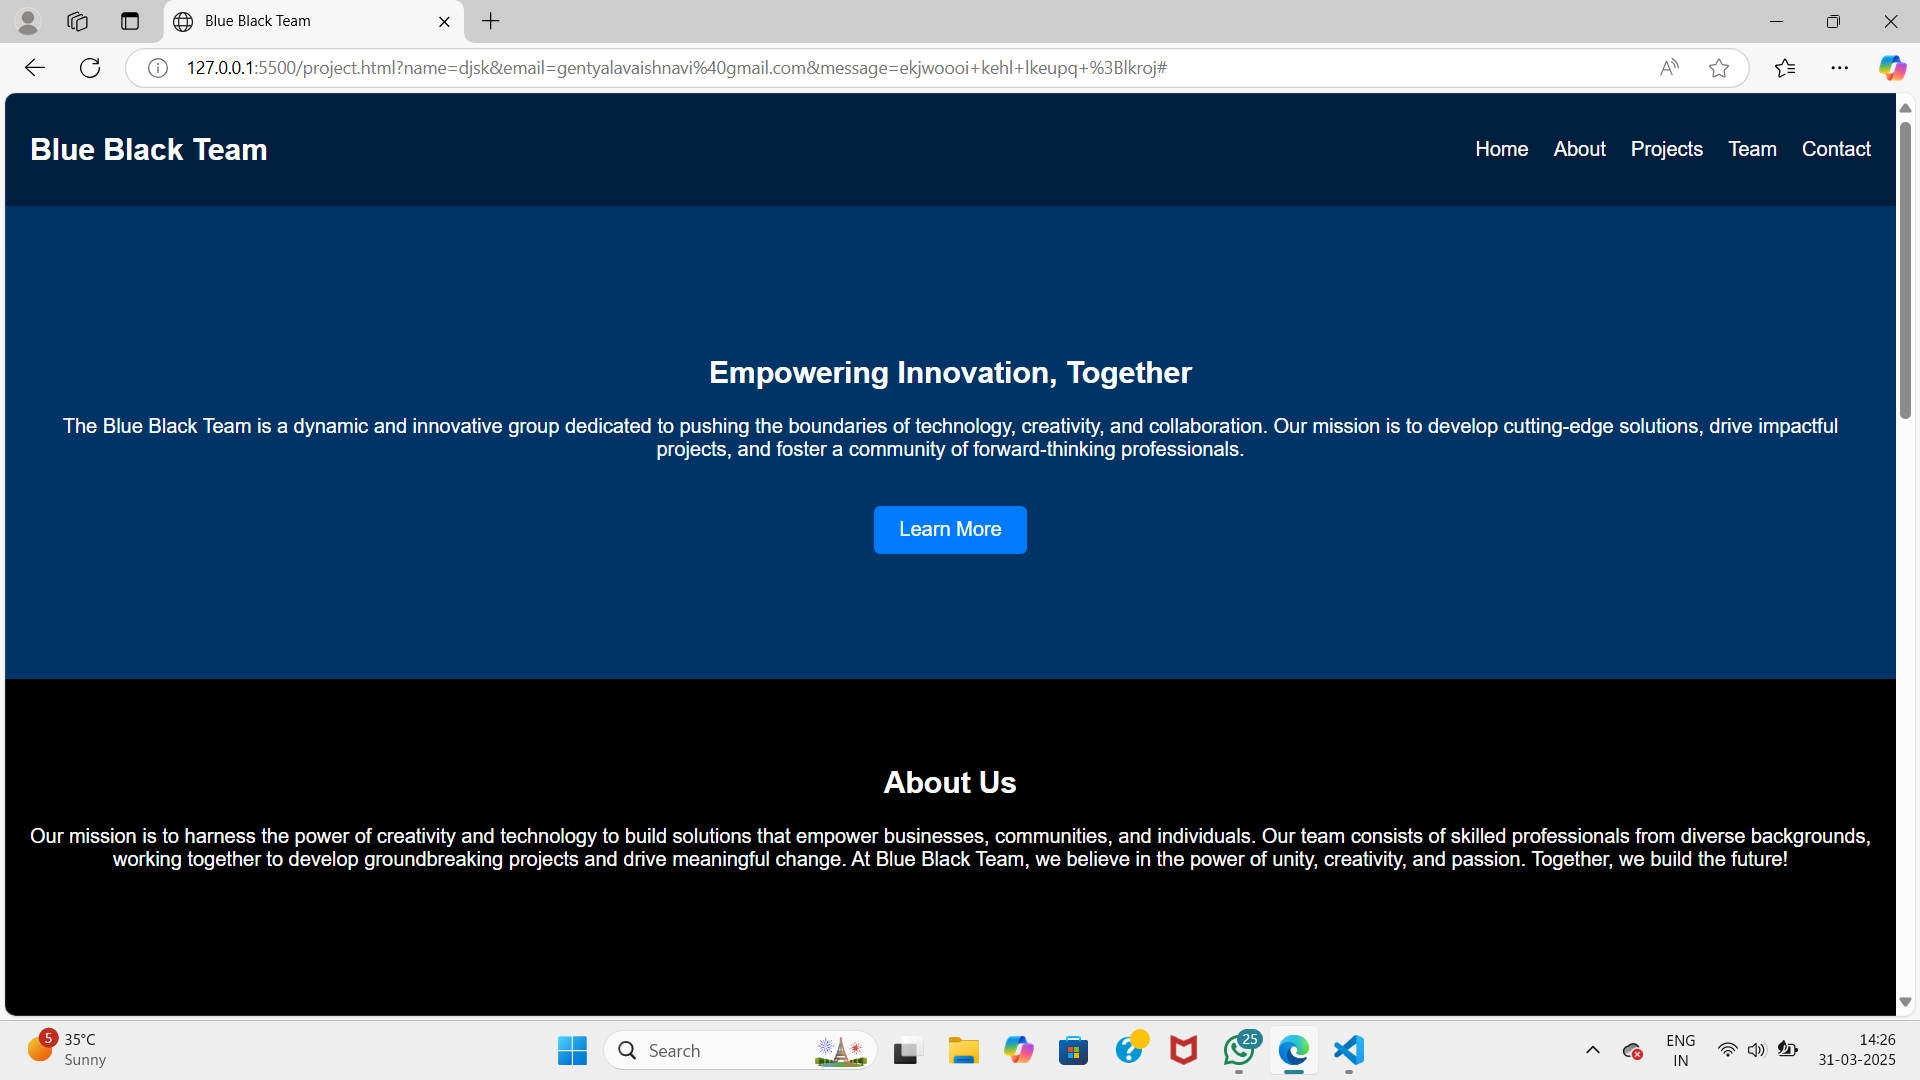 Blue Black Team
127.0.0.1:5500/project.html?name=djsk&email=gentyalavaishnavi%40gmail.com&message=ekjwoooi+kehl+lkeupq+%3Blkroj#
Blue Black Team
Home About Projects Team Contact
Empowering Innovation, Together
The Blue Black Team is a dynamic and innovative group dedicated to pushing the boundaries of technology, creativity, and collaboration. Our mission is to develop cutting-edge solutions, drive impactful
projects, and foster a community of forward-thinking professionals.
Learn More
About Us
Our mission is to harness the power of creativity and technology to build solutions that empower businesses, communities, and individuals. Our team consists of skilled professionals from diverse backgrounds,
working together to develop groundbreaking projects and drive meaningful change. At Blue Black Team, we believe in the power of unity, creativity, and passion. Together, we build the future!
5
35°C
Sunny
Search
25
ENG
IN
14:26
31-03-2025